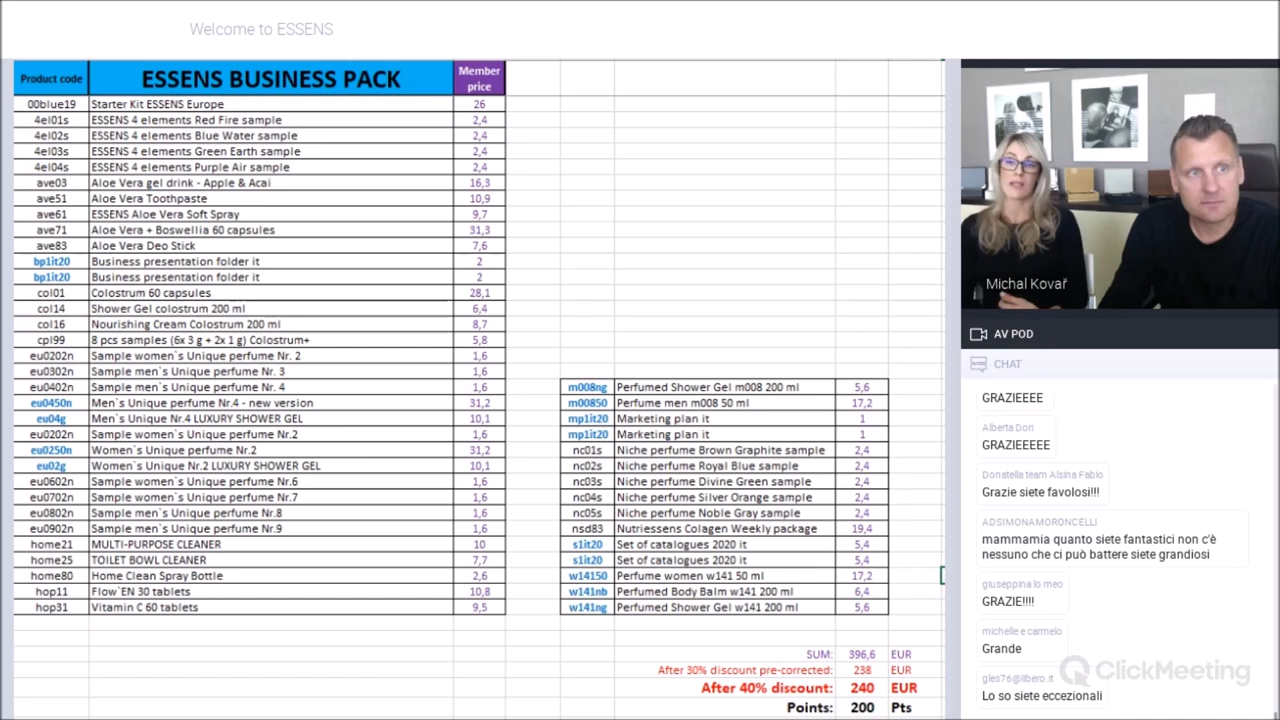 Welcome to ESSENS
Product code ESSENS BUSINESS PACK Member price
00blue19 Starter Kit ESSENS Europe 26
4el01s ESSENS 4 elements Red Fire sample 2,4
4el02s ESSENS 4 elements Blue Water sample 2,4
4el03s ESSENS 4 elements Green Earth sample 2,4
4el04s ESSENS 4 elements Purple Air sample 2,4
ave03 Aloe Vera gel drink - Apple & Acai 16,3
ave51 Aloe Vera Toothpaste 10,9
ave61 ESSENS Aloe Vera Soft Spray 9,7
ave71 Aloe Vera + Boswellia 60 capsules 31,3
ave83 Aloe Vera Deo Stick 7,6
bp1it20 Business presentation folder it 2
bp1it20 Business presentation folder it 2
col01 Colostrum 60 capsules 28,1
col14 Shower Gel colostrum 200 ml 6,4
col16 Nourishing Cream Colostrum 200 ml 8,7
cpl99 8 pcs samples (6x 3 g + 2x 1 g) Colostrum+ 5,8
eu0202n Sample women`s Unique perfume Nr. 2 1,6
eu0302n Sample men`s Unique perfume Nr. 3 1,6
eu0402n Sample men`s Unique perfume Nr. 4 1,6
eu0450n Men`s Unique perfume Nr.4 - new version 31,2
eu04g Men`s Unique Nr.4 LUXURY SHOWER GEL 10,1
eu0202n Sample women`s Unique perfume Nr.2 1,6
eu0250n Women`s Unique perfume Nr.2 31,2
eu02g Women`s Unique Nr.2 LUXURY SHOWER GEL 10,1
eu0602n Sample women`s Unique perfume Nr.6 1,6
eu0702n Sample women`s Unique perfume Nr.7 1,6
eu0802n Sample men`s Unique perfume Nr.8 1,6
eu0902n Sample men`s Unique perfume Nr.9 1,6
home21 MULTI-PURPOSE CLEANER 10
home25 TOILET BOWL CLEANER 7,7
home80 Home Clean Spray Bottle 2,6
hop11 Flow`EN 30 tablets 10,8
hop31 Vitamin C 60 tablets 9,5
m008ng Perfumed Shower Gel m008 200 ml 5,6
m00850 Perfume men m008 50 ml 17,2
mp1it20 Marketing plan it 1
mp1it20 Marketing plan it 1
nc01s Niche perfume Brown Graphite sample 2,4
nc02s Niche perfume Royal Blue sample 2,4
nc03s Niche perfume Divine Green sample 2,4
nc04s Niche perfume Silver Orange sample 2,4
nc05s Niche perfume Noble Gray sample 2,4
nsd83 Nutriessens Colagen Weekly package 19,4
s1it20 Set of catalogues 2020 it 5,4
s1it20 Set of catalogues 2020 it 5,4
w14150 Perfume women w141 50 ml 17,2
w141nb Perfumed Body Balm w141 200 ml 6,4
w141ng Perfumed Shower Gel w141 200 ml 5,6
SUM: 396,6 EUR
After 30% discount pre-corrected: 238 EUR
After 40% discount: 240 EUR
Points: 200 Pts
Michal Kovař
AV POD
CHAT
GRAZIEEEE
Alberta Dori
GRAZIEEEEE
Donatella team Alsina Fabio
Grazie siete favolosi!!!
ADSIMONAMORONCELLI
mammamia quanto siete fantastici non c'è
nessuno che ci può battere siete grandiosi
giuseppina lo meo
GRAZIE!!!!
michelle e carmelo
Grande
gles76@libero.it
Lo so siete eccezionali
ClickMeeting